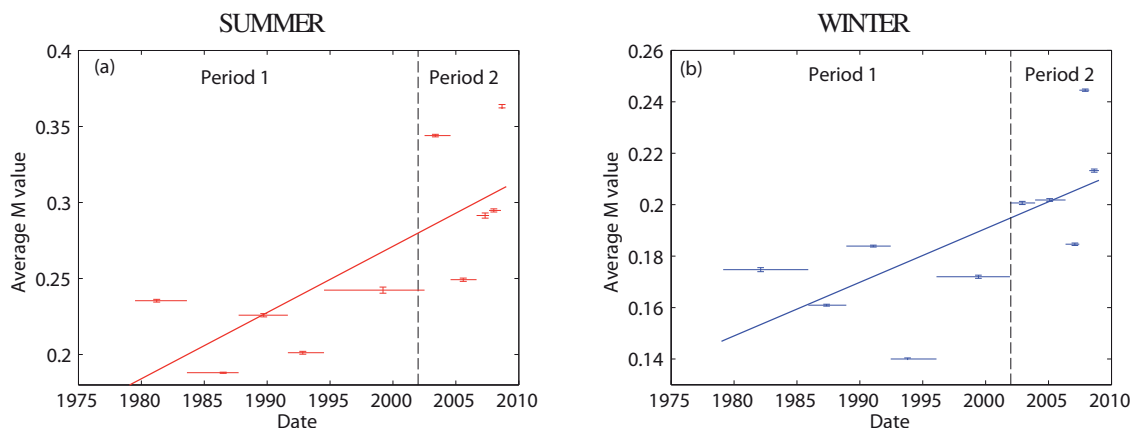 SUMMER
(a)
Period 1
Period 2
Average M value
0.4
0.35
0.3
0.25
0.2
1975 1980 1985 1990 1995 2000 2005 2010
Date
WINTER
(b)
Period 1
Period 2
Average M value
0.26
0.24
0.22
0.2
0.18
0.16
0.14
1975 1980 1985 1990 1995 2000 2005 2010
Date